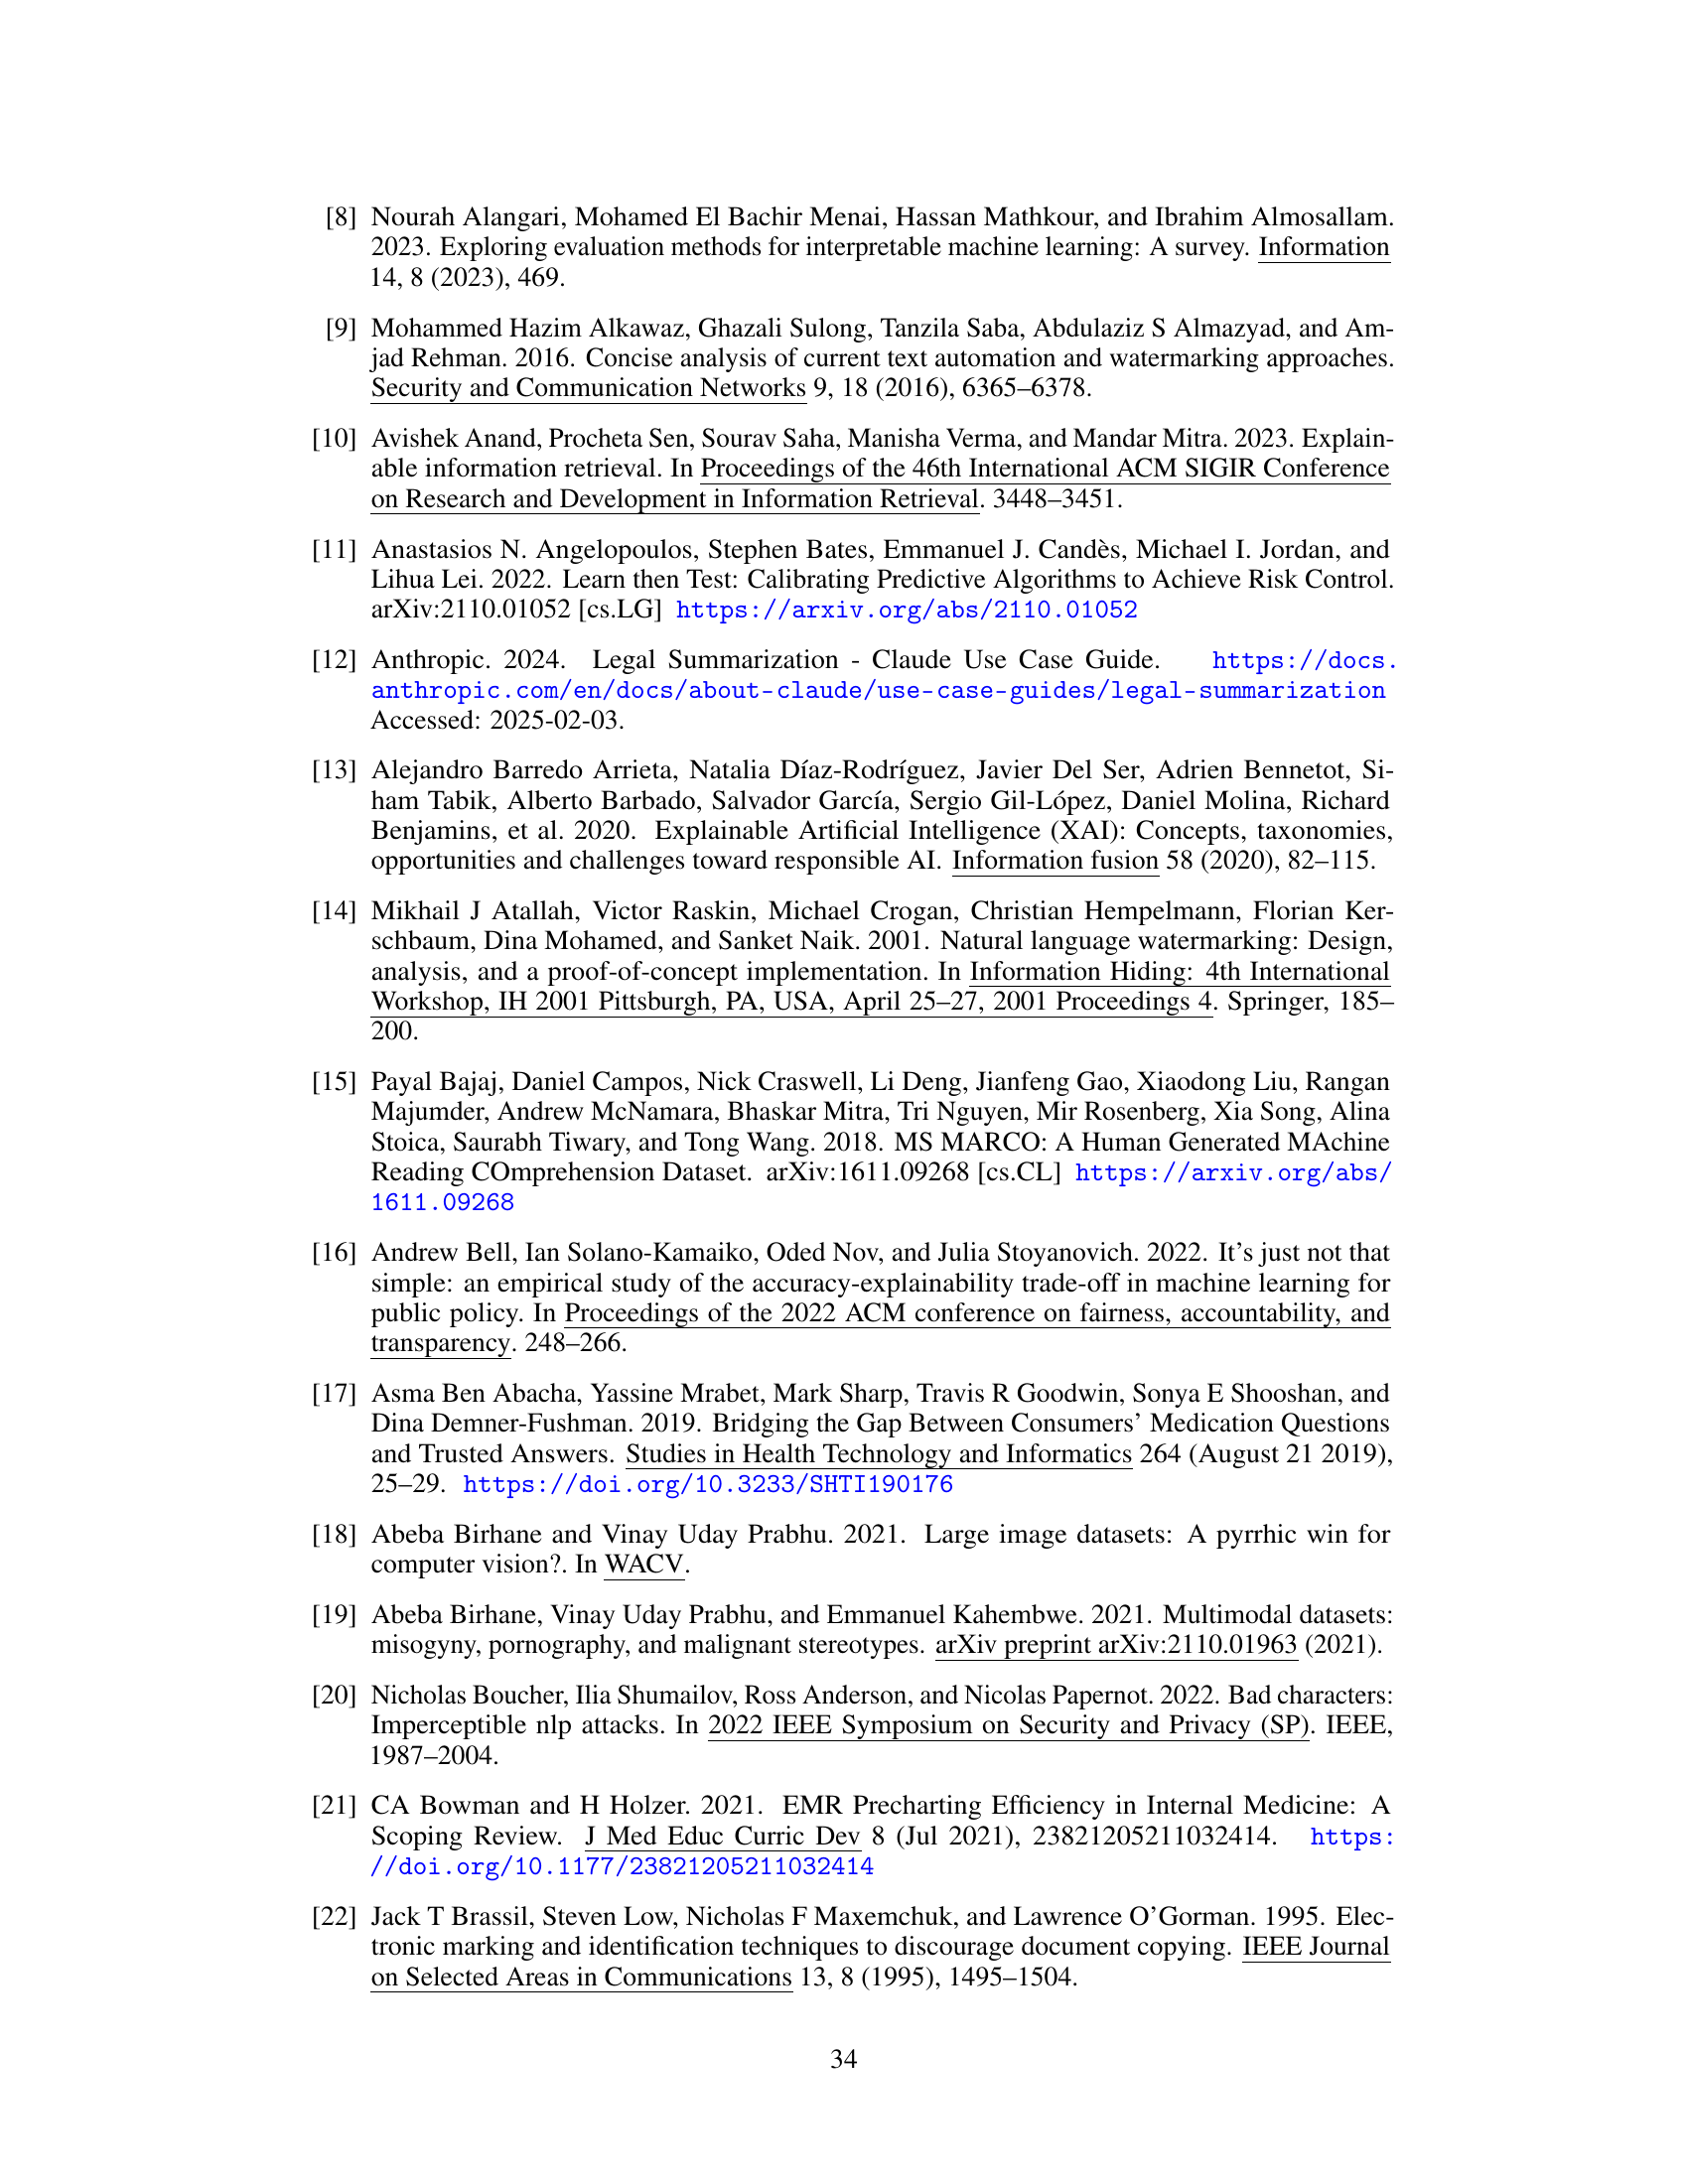 [8] Nourah Alangari, Mohamed El Bachir Menai, Hassan Mathkour, and Ibrahim Almosallam.
2023. Exploring evaluation methods for interpretable machine learning: A survey. Information
14, 8 (2023), 469.
[9] Mohammed Hazim Alkawaz, Ghazali Sulong, Tanzila Saba, Abdulaziz S Almazyad, and Am-
jad Rehman. 2016. Concise analysis of current text automation and watermarking approaches.
Security and Communication Networks 9, 18 (2016), 6365–6378.
[10] Avishek Anand, Procheta Sen, Sourav Saha, Manisha Verma, and Mandar Mitra. 2023. Explain-
able information retrieval. In Proceedings of the 46th International ACM SIGIR Conference
on Research and Development in Information Retrieval. 3448–3451.
[11] Anastasios N. Angelopoulos, Stephen Bates, Emmanuel J. Candès, Michael I. Jordan, and
Lihua Lei. 2022. Learn then Test: Calibrating Predictive Algorithms to Achieve Risk Control.
arXiv:2110.01052 [cs.LG] https://arxiv.org/abs/2110.01052
[12] Anthropic. 2024. Legal Summarization - Claude Use Case Guide. https://docs.
anthropic.com/en/docs/about-claude/use-case-guides/legal-summarization
Accessed: 2025-02-03.
[13] Alejandro Barredo Arrieta, Natalia Díaz-Rodríguez, Javier Del Ser, Adrien Bennetot, Si-
ham Tabik, Alberto Barbado, Salvador García, Sergio Gil-López, Daniel Molina, Richard
Benjamins, et al. 2020. Explainable Artificial Intelligence (XAI): Concepts, taxonomies,
opportunities and challenges toward responsible AI. Information fusion 58 (2020), 82–115.
[14] Mikhail J Atallah, Victor Raskin, Michael Crogan, Christian Hempelmann, Florian Ker-
schbaum, Dina Mohamed, and Sanket Naik. 2001. Natural language watermarking: Design,
analysis, and a proof-of-concept implementation. In Information Hiding: 4th International
Workshop, IH 2001 Pittsburgh, PA, USA, April 25–27, 2001 Proceedings 4. Springer, 185–
200.
[15] Payal Bajaj, Daniel Campos, Nick Craswell, Li Deng, Jianfeng Gao, Xiaodong Liu, Rangan
Majumder, Andrew McNamara, Bhaskar Mitra, Tri Nguyen, Mir Rosenberg, Xia Song, Alina
Stoica, Saurabh Tiwary, and Tong Wang. 2018. MS MARCO: A Human Generated MAchine
Reading COmprehension Dataset. arXiv:1611.09268 [cs.CL] https://arxiv.org/abs/
1611.09268
[16] Andrew Bell, Ian Solano-Kamaiko, Oded Nov, and Julia Stoyanovich. 2022. It's just not that
simple: an empirical study of the accuracy-explainability trade-off in machine learning for
public policy. In Proceedings of the 2022 ACM conference on fairness, accountability, and
transparency. 248–266.
[17] Asma Ben Abacha, Yassine Mrabet, Mark Sharp, Travis R Goodwin, Sonya E Shooshan, and
Dina Demner-Fushman. 2019. Bridging the Gap Between Consumers' Medication Questions
and Trusted Answers. Studies in Health Technology and Informatics 264 (August 21 2019),
25–29. https://doi.org/10.3233/SHTI190176
[18] Abeba Birhane and Vinay Uday Prabhu. 2021. Large image datasets: A pyrrhic win for
computer vision?. In WACV.
[19] Abeba Birhane, Vinay Uday Prabhu, and Emmanuel Kahembwe. 2021. Multimodal datasets:
misogyny, pornography, and malignant stereotypes. arXiv preprint arXiv:2110.01963 (2021).
[20] Nicholas Boucher, Ilia Shumailov, Ross Anderson, and Nicolas Papernot. 2022. Bad characters:
Imperceptible nlp attacks. In 2022 IEEE Symposium on Security and Privacy (SP). IEEE,
1987–2004.
[21] CA Bowman and H Holzer. 2021. EMR Precharting Efficiency in Internal Medicine: A
Scoping Review. J Med Educ Curric Dev 8 (Jul 2021), 23821205211032414. https:
//doi.org/10.1177/23821205211032414
[22] Jack T Brassil, Steven Low, Nicholas F Maxemchuk, and Lawrence O'Gorman. 1995. Elec-
tronic marking and identification techniques to discourage document copying. IEEE Journal
on Selected Areas in Communications 13, 8 (1995), 1495–1504.
34